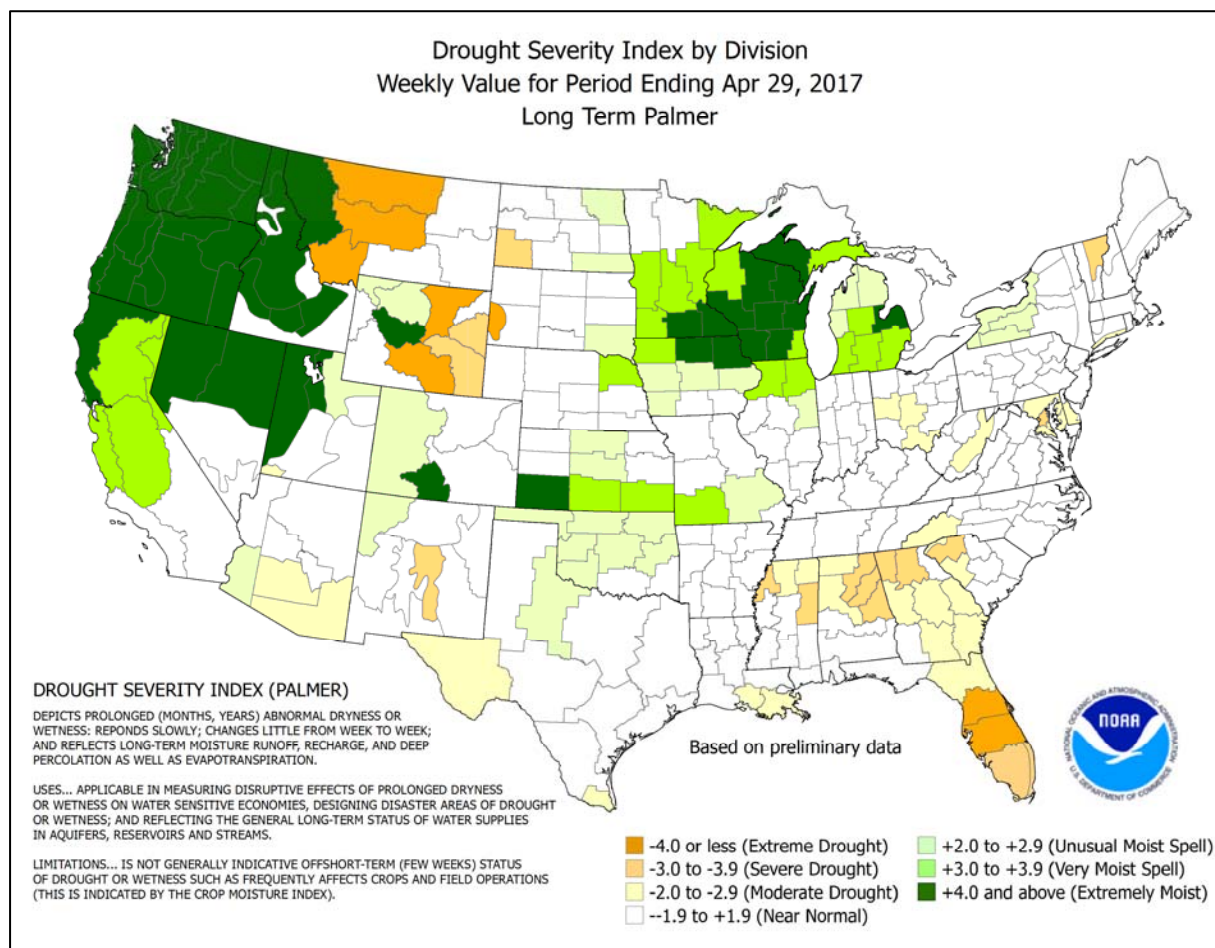 Drought Severity Index by Division
Weekly Value for Period Ending Apr 29, 2017
Long Term Palmer
DROUGHT SEVERITY INDEX (PALMER)
DEPICTS PROLONGED (MONTHS, YEARS) ABNORMAL DRYNESS OR
WETNESS: REPONDS SLOWLY; CHANGES LITTLE FROM WEEK TO WEEK;
AND REFLECTS LONG-TERM MOISTURE RUNOFF, RECHARGE, AND DEEP
PERCOLATION AS WELL AS EVAPOTRANSPIRATION.
USES... APPLICABLE IN MEASURING DISRUPTIVE EFFECTS OF PROLONGED DRYNESS
OR WETNESS ON WATER SENSITIVE ECONOMIES, DESIGNING DISASTER AREAS OF DROUGHT
OR WETNESS; AND REFLECTING THE GENERAL LONG-TERM STATUS OF WATER SUPPLIES
IN AQUIFERS, RESERVOIRS AND STREAMS.
LIMITATIONS... IS NOT GENERALLY INDICATIVE OFFSHORT-TERM (FEW WEEKS) STATUS
OF DROUGHT OR WETNESS SUCH AS FREQUENTLY AFFECTS CROPS AND FIELD OPERATIONS
(THIS IS INDICATED BY THE CROP MOISTURE INDEX).
Based on preliminary data
NATIONAL OCEANIC AND ATMOSPHERIC ADMINISTRATION
NOAA
U.S. DEPARTMENT OF COMMERCE
-4.0 or less (Extreme Drought)
-3.0 to -3.9 (Severe Drought)
-2.0 to -2.9 (Moderate Drought)
--1.9 to +1.9 (Near Normal)
+2.0 to +2.9 (Unusual Moist Spell)
+3.0 to +3.9 (Very Moist Spell)
+4.0 and above (Extremely Moist)